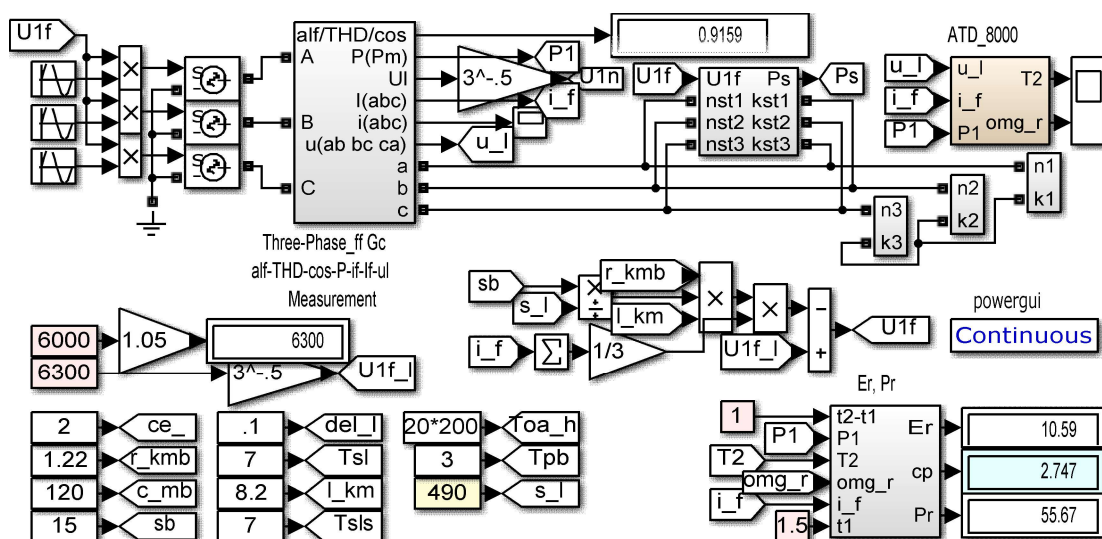 U1f
alf/THD/cos
0.9159
ATD_8000
A
P(Pm)
P1
UI
3^-.5
U1n
U1f
U1f Ps
Ps
u_l
u_l
T2
I(abc)
i_f
nst1 kst1
i_f
i_f
B
i(abc)
nst2 kst2
P1
P1
omg_r
u(ab bc ca)
u_l
nst3 kst3
a
n1
C
b
n2
k1
c
n3
k2
k3
Three-Phase_ff Gc
alf-THD-cos-P-if-If-ul
Measurement
sb
r_kmb
×
÷
÷
×
×
−
+
s_l
l_km
powergui
Continuous
U1f
6000
1.05
6300
i_f
Σ
1/3
U1f_l
6300
3^-.5
U1f_l
Er, Pr
2
ce_
.1
del_l
20*200
Toa_h
1
t2-t1
Er
10.59
P1
P1
1.22
r_kmb
7
Tsl
3
Tpb
T2
T2
cp
2.747
120
c_mb
8.2
l_km
490
s_l
omg_r
omg_r
i_f
i_f
Pr
55.67
15
sb
7
Tsls
1.5
t1